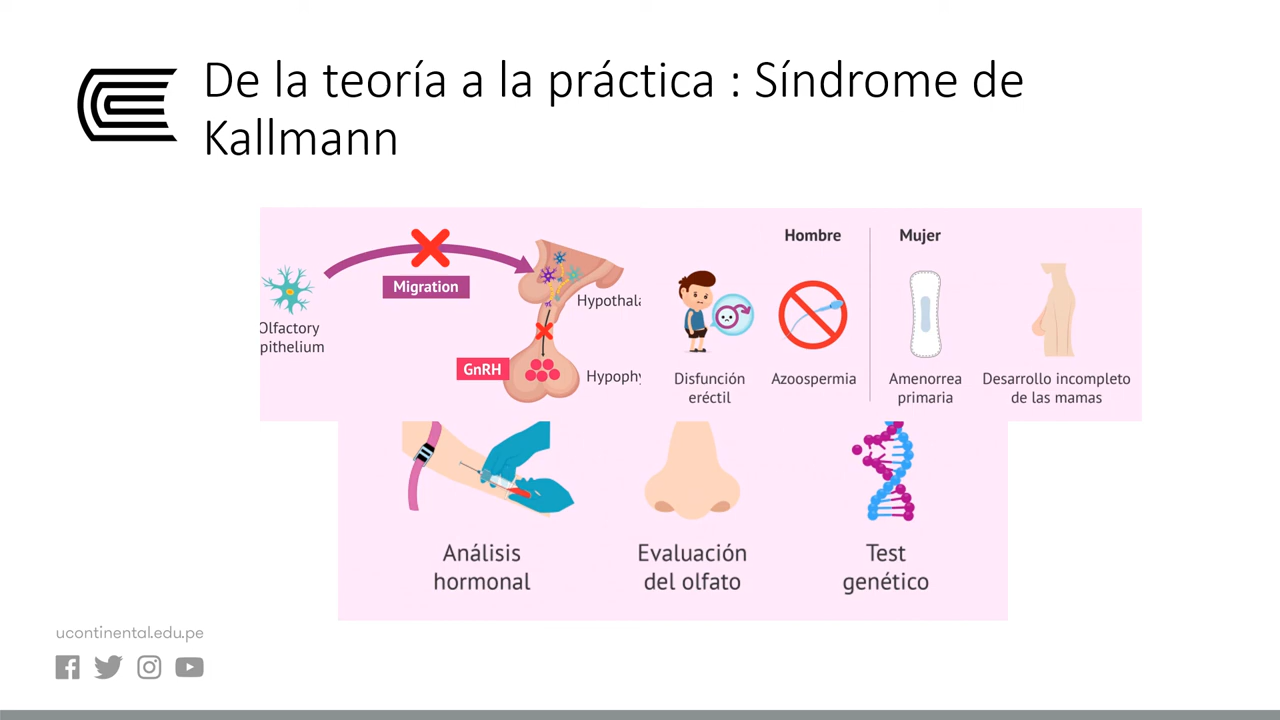 De la teoría a la práctica : Síndrome de
Kallmann
Migration
Olfactory
pithelium
Hypothal
GnRH
Hypoph
Hombre
Mujer
Disfunción
eréctil
Azoospermia
Amenorrea
primaria
Desarrollo incompleto
de las mamas
Análisis
hormonal
Evaluación
del olfato
Test
genético
ucontinental.edu.pe